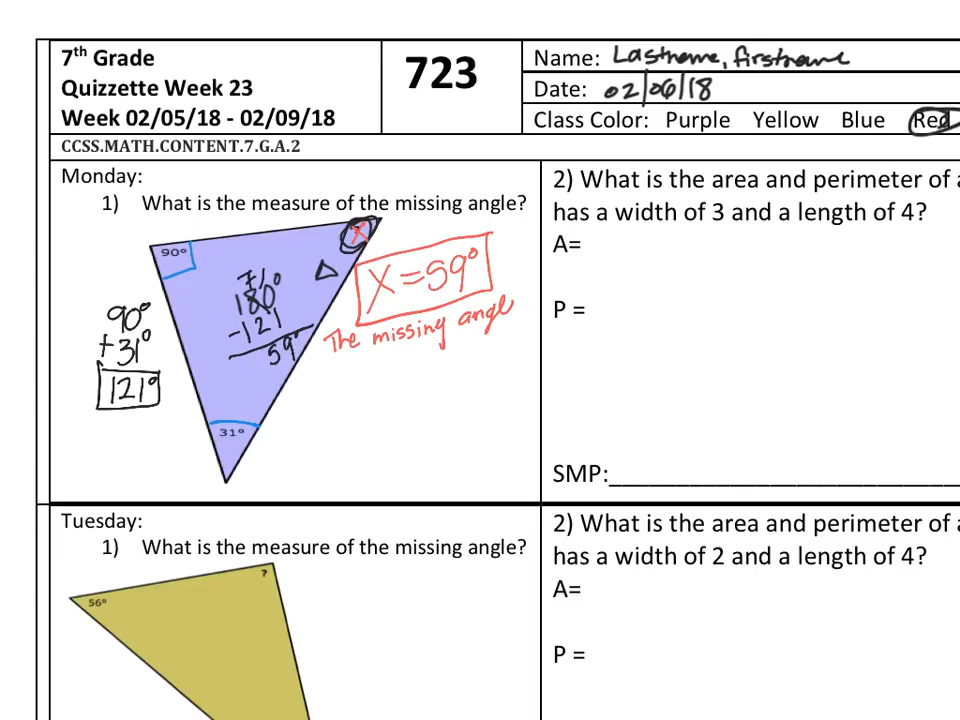 7th Grade
Quizzette Week 23
Week 02/05/18 - 02/09/18
723
Name: Lastname, firstname
Date: 02/06/18
Class Color: Purple Yellow Blue Red
CCSS.MATH.CONTENT.7.G.A.2
Monday:
1) What is the measure of the missing angle?
90°
X
71
180°
-121
59°
X = 59°
The missing angle
90°
+31°
121°
31°
2) What is the area and perimeter of a
has a width of 3 and a length of 4?
A=
P =
SMP:
Tuesday:
1) What is the measure of the missing angle?
?
56°
2) What is the area and perimeter of a
has a width of 2 and a length of 4?
A=
P =